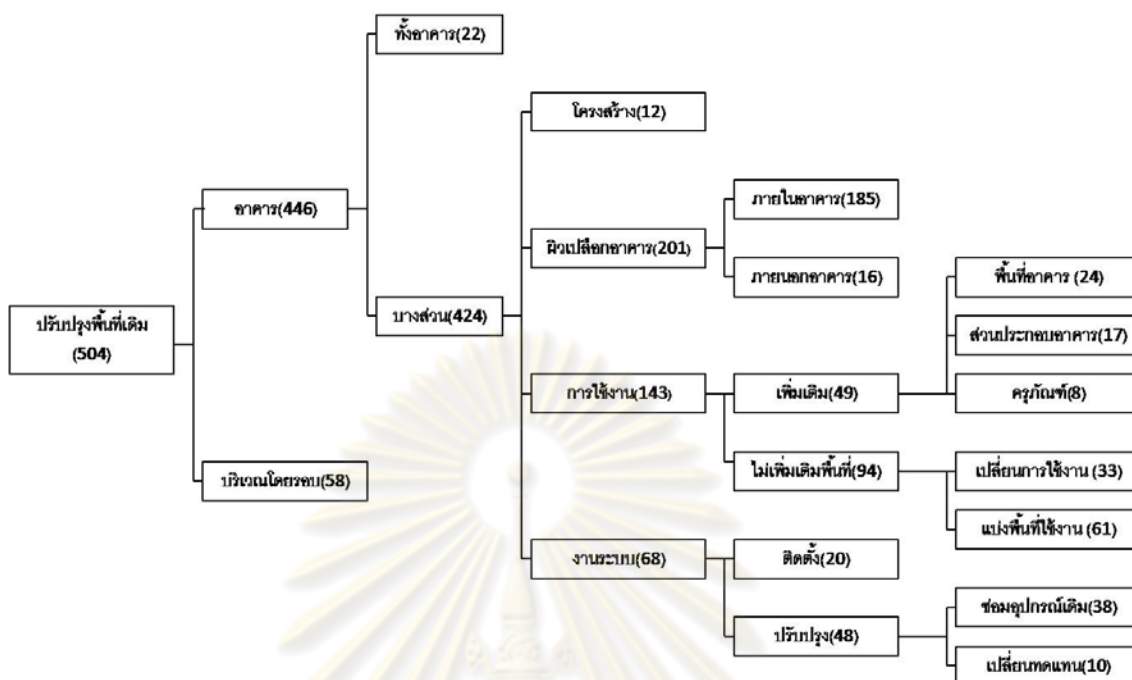 ทั้งอาคาร(22)
โครงสร้าง(12)
อาคาร(446)
ภายในอาคาร(185)
ผิวเปลือกอาคาร(201)
ภายนอกอาคาร(16)
พื้นที่อาคาร (24)
ปรับปรุงพื้นที่เดิม
(504)
บางส่วน(424)
ส่วนประกอบอาคาร(17)
การใช้งาน(143)
เพิ่มเติม(49)
ครุภัณฑ์(8)
บริเวณโดยรอบ(58)
ไม่เพิ่มเติมพื้นที่(94)
เปลี่ยนการใช้งาน (33)
แบ่งพื้นที่ใช้งาน (61)
งานระบบ(68)
ติดตั้ง(20)
ซ่อมอุปกรณ์เดิม(38)
ปรับปรุง(48)
เปลี่ยนทดแทน(10)